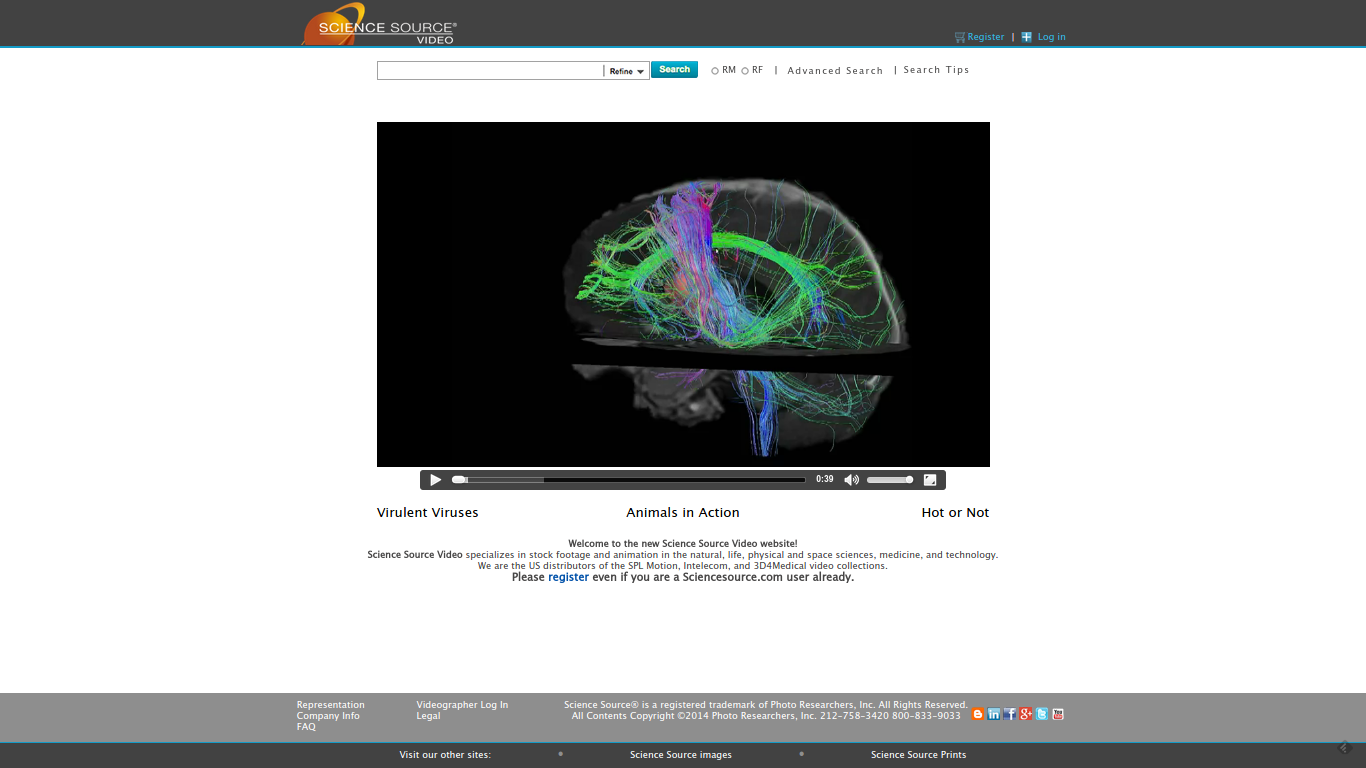 SCIENCE SOURCE®
VIDEO
Register | Log in
Refine
Search
RM RF | Advanced Search | Search Tips
0:39
Virulent Viruses Animals in Action Hot or Not
Welcome to the new Science Source Video website!
Science Source Video specializes in stock footage and animation in the natural, life, physical and space sciences, medicine, and technology.
We are the US distributors of the SPL Motion, Intelecom, and 3D4Medical video collections.
Please register even if you are a Sciencesource.com user already.
Representation Videographer Log In Science Source® is a registered trademark of Photo Researchers, Inc. All Rights Reserved.
Company Info Legal All Contents Copyright ©2014 Photo Researchers, Inc. 212-758-3420 800-833-9033
FAQ
Visit our other sites: • Science Source images • Science Source Prints